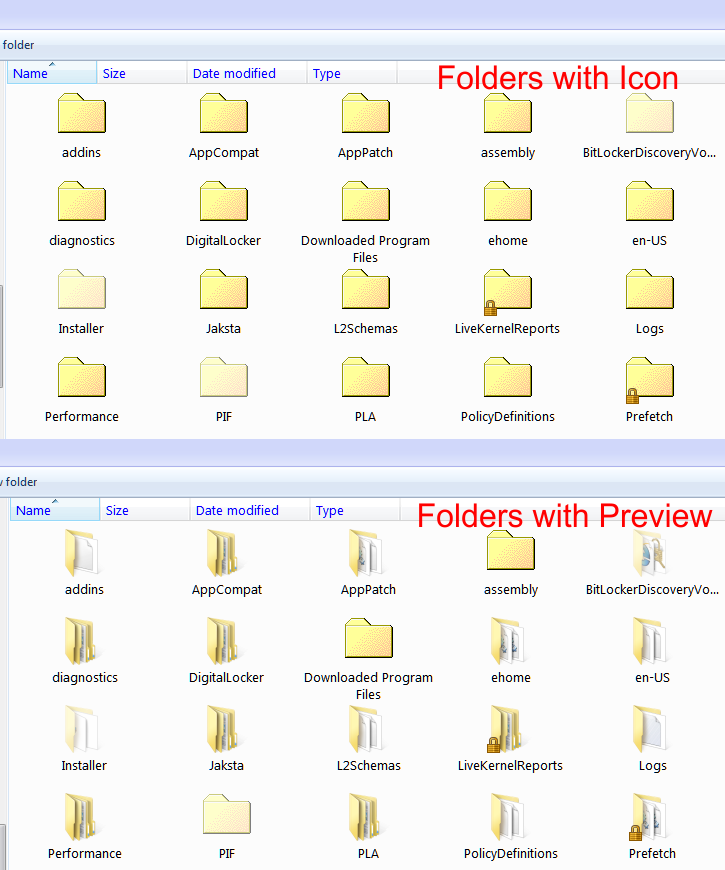 folder
Name Size Date modified Type
Folders with Icon
addins AppCompat AppPatch assembly BitLockerDiscoveryVo...
diagnostics DigitalLocker Downloaded Program Files ehome en-US
Installer Jaksta L2Schemas LiveKernelReports Logs
Performance PIF PLA PolicyDefinitions Prefetch
folder
Name Size Date modified Type
Folders with Preview
addins AppCompat AppPatch assembly BitLockerDiscoveryVo...
diagnostics DigitalLocker Downloaded Program Files ehome en-US
Installer Jaksta L2Schemas LiveKernelReports Logs
Performance PIF PLA PolicyDefinitions Prefetch